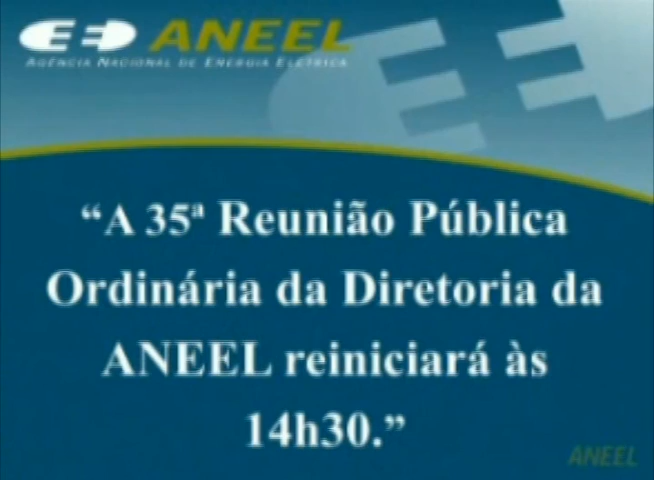 ANEEL
AGÊNCIA NACIONAL DE ENERGIA ELÉTRICA
“A 35ª Reunião Pública
Ordinária da Diretoria da
ANEEL reiniciará às
14h30.”
ANEEL